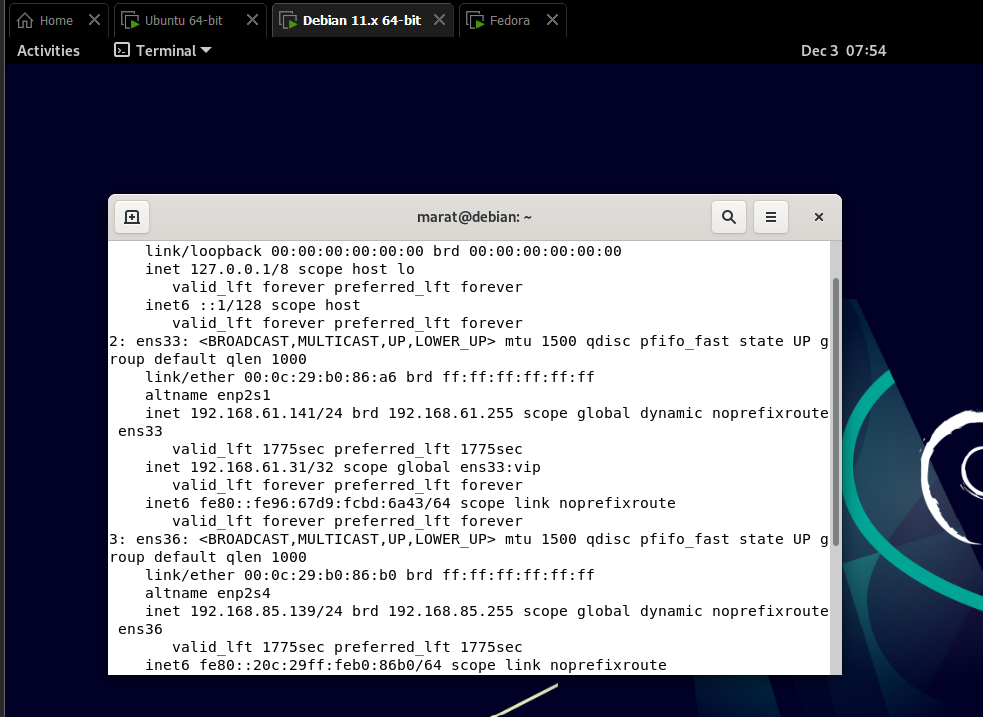 Home
Ubuntu 64-bit
Debian 11.x 64-bit
Fedora
Activities
Terminal
Dec 3 07:54
marat@debian: ~
link/loopback 00:00:00:00:00:00 brd 00:00:00:00:00:00
inet 127.0.0.1/8 scope host lo
valid_lft forever preferred_lft forever
inet6 ::1/128 scope host
valid_lft forever preferred_lft forever
2: ens33: <BROADCAST,MULTICAST,UP,LOWER_UP> mtu 1500 qdisc pfifo_fast state UP g
roup default qlen 1000
link/ether 00:0c:29:b0:86:a6 brd ff:ff:ff:ff:ff:ff
altname enp2s1
inet 192.168.61.141/24 brd 192.168.61.255 scope global dynamic noprefixroute
ens33
valid_lft 1775sec preferred_lft 1775sec
inet 192.168.61.31/32 scope global ens33:vip
valid_lft forever preferred_lft forever
inet6 fe80::fe96:67d9:fcbd:6a43/64 scope link noprefixroute
valid_lft forever preferred_lft forever
3: ens36: <BROADCAST,MULTICAST,UP,LOWER_UP> mtu 1500 qdisc pfifo_fast state UP g
roup default qlen 1000
link/ether 00:0c:29:b0:86:b0 brd ff:ff:ff:ff:ff:ff
altname enp2s4
inet 192.168.85.139/24 brd 192.168.85.255 scope global dynamic noprefixroute
ens36
valid_lft 1775sec preferred_lft 1775sec
inet6 fe80::20c:29ff:feb0:86b0/64 scope link noprefixroute